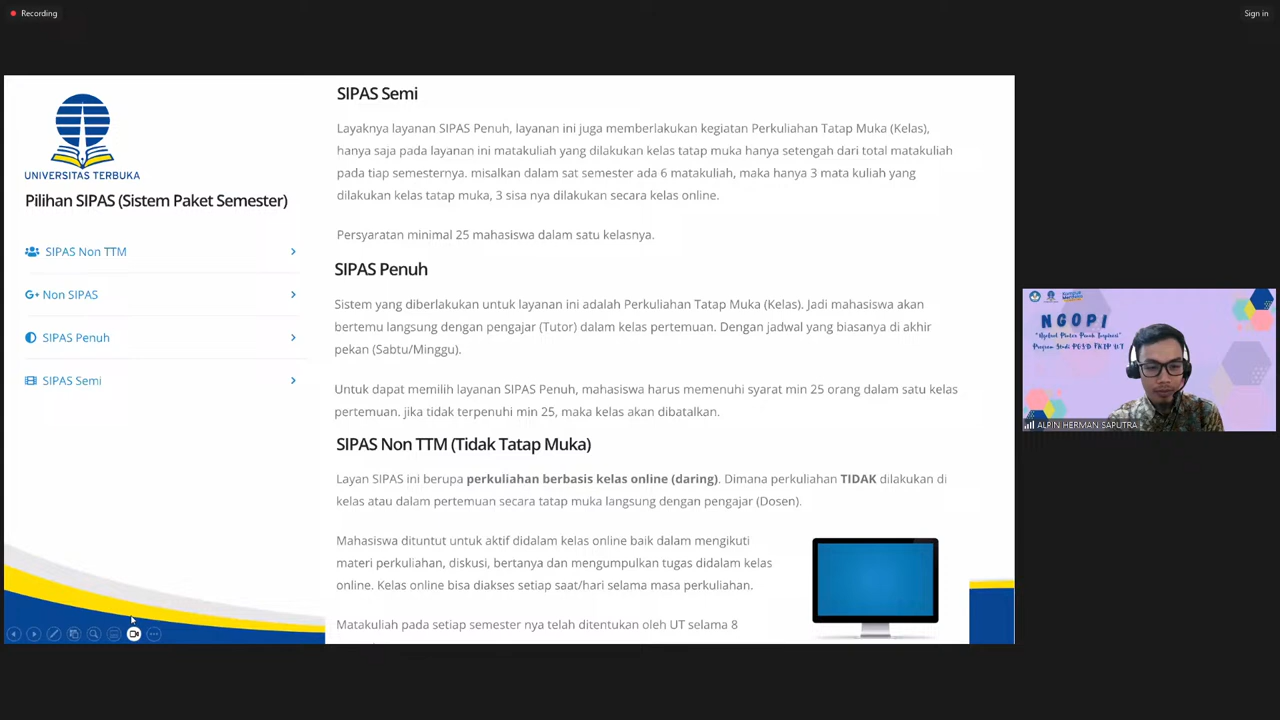 Recording
Sign in
UNIVERSITAS TERBUKA
Pilihan SIPAS (Sistem Paket Semester)
SIPAS Non TTM
Non SIPAS
SIPAS Penuh
SIPAS Semi
SIPAS Semi
Layaknya layanan SIPAS Penuh, layanan ini juga memberlakukan kegiatan Perkuliahan Tatap Muka (Kelas),
hanya saja pada layanan ini matakuliah yang dilakukan kelas tatap muka hanya setengah dari total matakuliah
pada tiap semesternya. misalkan dalam sat semester ada 6 matakuliah, maka hanya 3 mata kuliah yang
dilakukan kelas tatap muka, 3 sisa nya dilakukan secara kelas online.
Persyaratan minimal 25 mahasiswa dalam satu kelasnya.
SIPAS Penuh
Sistem yang diberlakukan untuk layanan ini adalah Perkuliahan Tatap Muka (Kelas). Jadi mahasiswa akan
bertemu langsung dengan pengajar (Tutor) dalam kelas pertemuan. Dengan jadwal yang biasanya di akhir
pekan (Sabtu/Minggu).
Untuk dapat memilih layanan SIPAS Penuh, mahasiswa harus memenuhi syarat min 25 orang dalam satu kelas
pertemuan. jika tidak terpenuhi min 25, maka kelas akan dibatalkan.
SIPAS Non TTM (Tidak Tatap Muka)
Layan SIPAS ini berupa perkuliahan berbasis kelas online (daring). Dimana perkuliahan TIDAK dilakukan di
kelas atau dalam pertemuan secara tatap muka langsung dengan pengajar (Dosen).
Mahasiswa dituntut untuk aktif didalam kelas online baik dalam mengikuti
materi perkuliahan, diskusi, bertanya dan mengumpulkan tugas didalam kelas
online. Kelas online bisa diakses setiap saat/hari selama masa perkuliahan.
Matakuliah pada setiap semester nya telah ditentukan oleh UT selama 8
NGOPI
"Ngobrol Pintar Penuh Inspirasi"
Program Studi PGSD FKIP UT
ALPIN HERMAN SAPUTRA